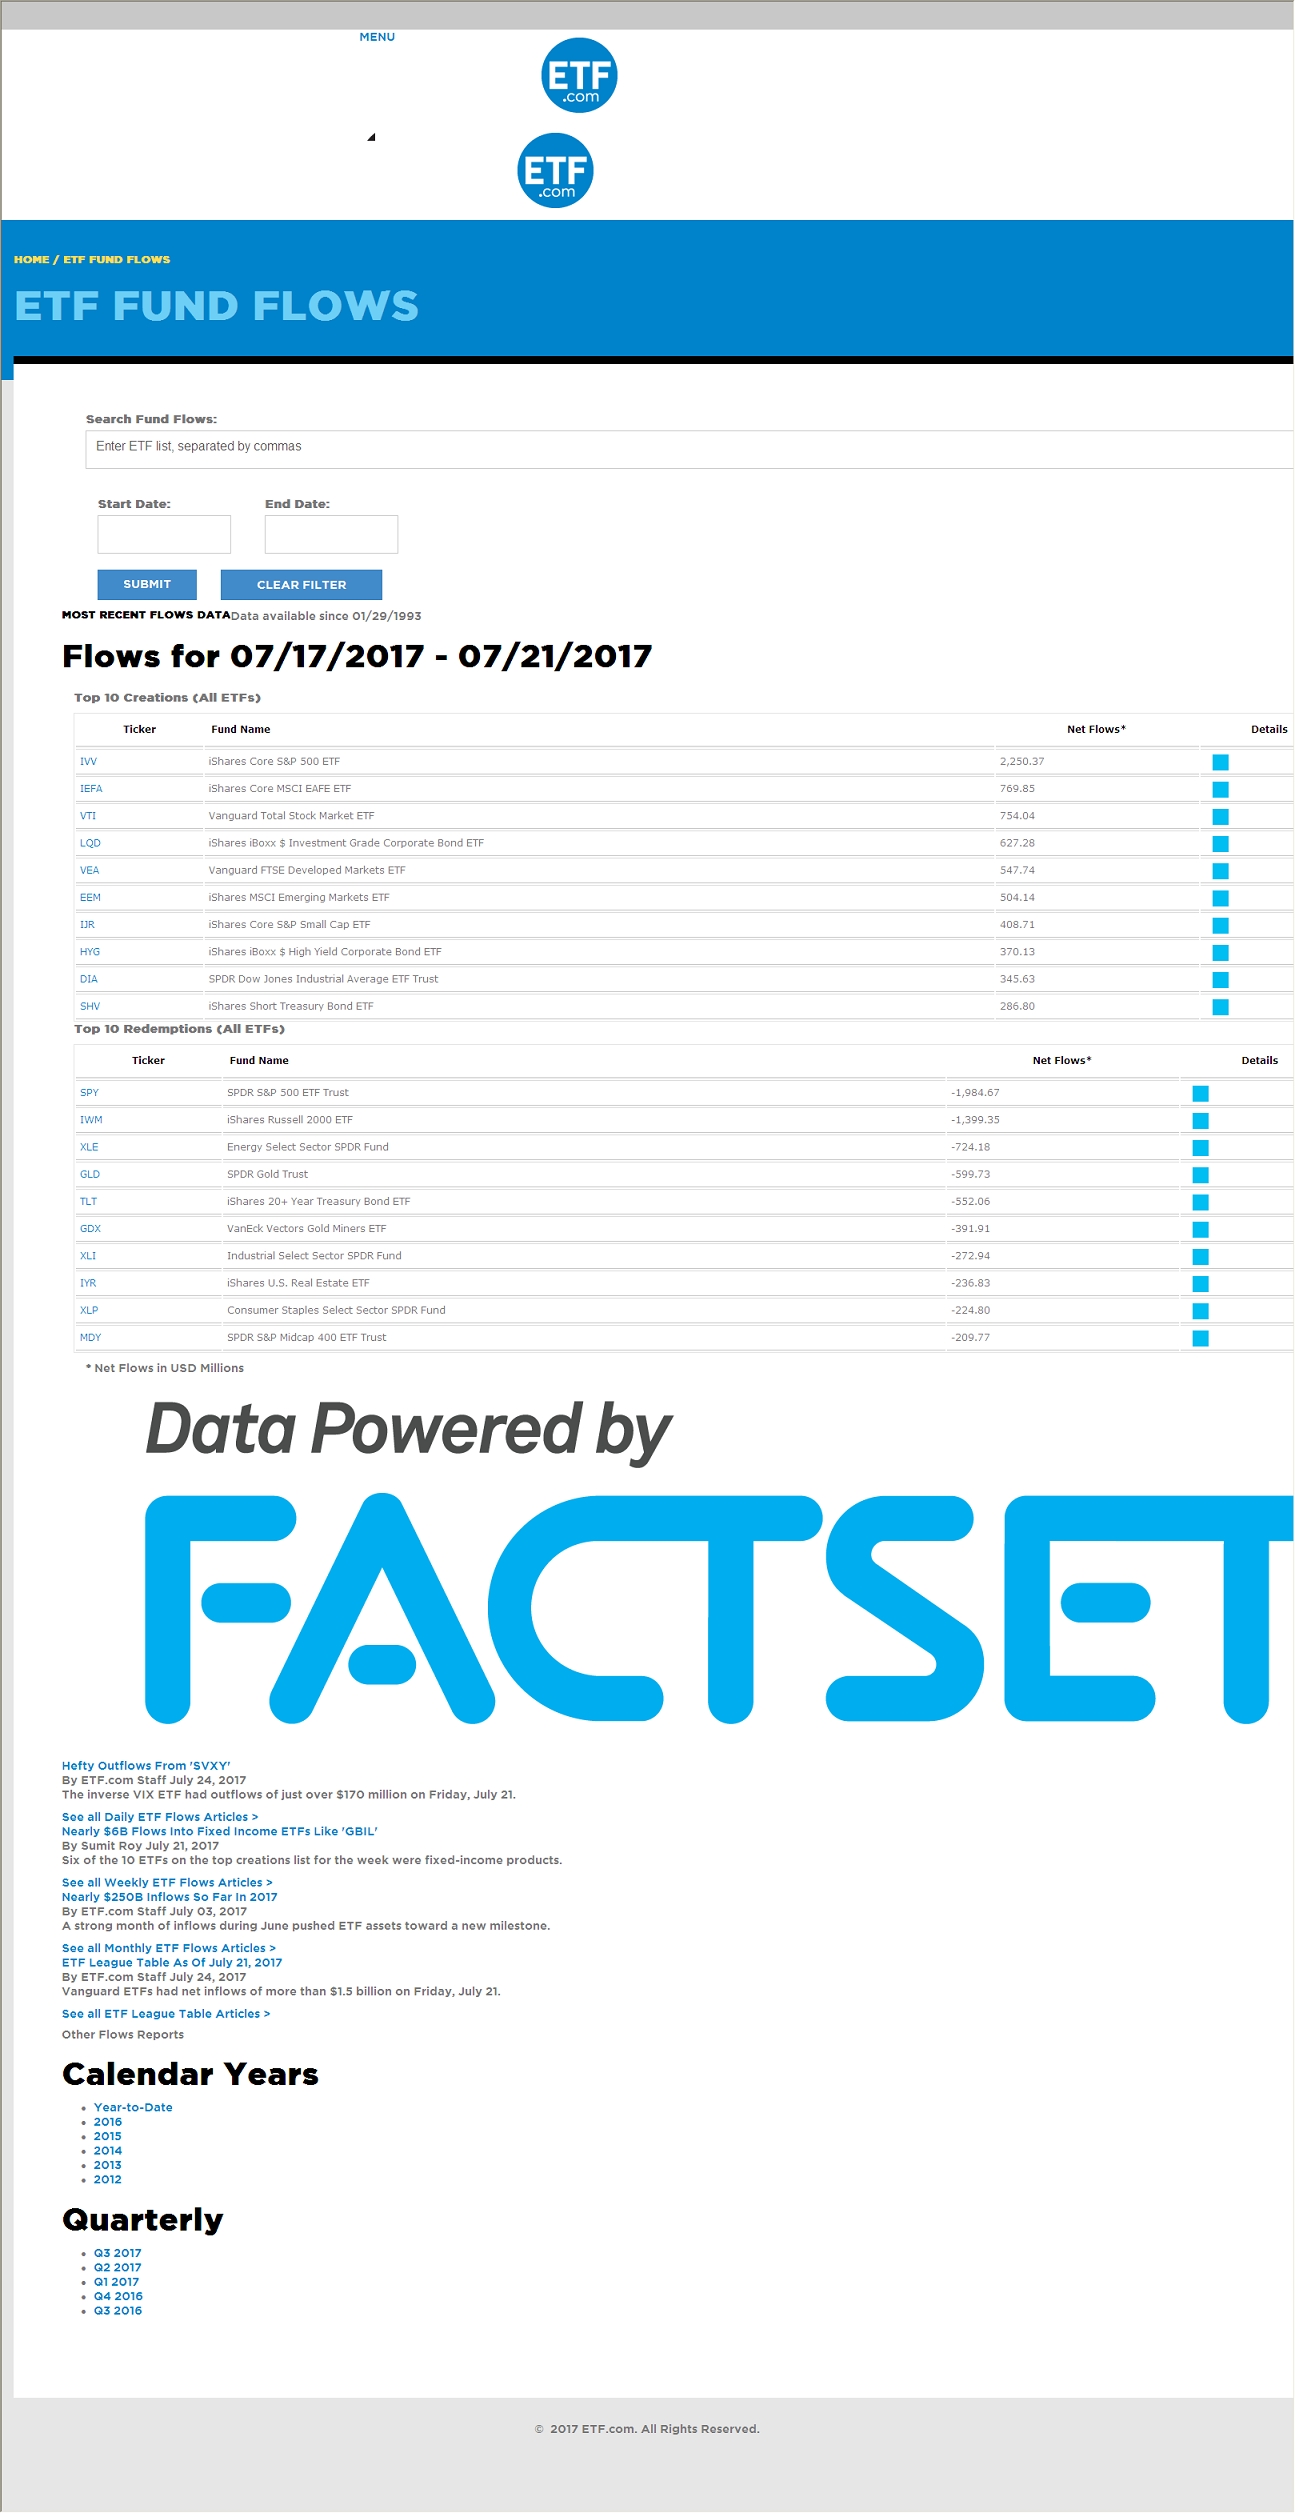 MENU
ETF
.com
ETF
.com
HOME / ETF FUND FLOWS
ETF FUND FLOWS
Search Fund Flows:
Enter ETF list, separated by commas
Start Date: End Date:
SUBMIT CLEAR FILTER
MOST RECENT FLOWS DATA Data available since 01/29/1993
Flows for 07/17/2017 - 07/21/2017
Top 10 Creations (All ETFs)
Ticker Fund Name Net Flows* Details
IVV iShares Core S&P 500 ETF 2,250.37
IEFA iShares Core MSCI EAFE ETF 769.85
VTI Vanguard Total Stock Market ETF 754.04
LQD iShares iBoxx $ Investment Grade Corporate Bond ETF 627.28
VEA Vanguard FTSE Developed Markets ETF 547.74
EEM iShares MSCI Emerging Markets ETF 504.14
IJR iShares Core S&P Small Cap ETF 408.71
HYG iShares iBoxx $ High Yield Corporate Bond ETF 370.13
DIA SPDR Dow Jones Industrial Average ETF Trust 345.63
SHV iShares Short Treasury Bond ETF 286.80
Top 10 Redemptions (All ETFs)
Ticker Fund Name Net Flows* Details
SPY SPDR S&P 500 ETF Trust -1,984.67
IWM iShares Russell 2000 ETF -1,399.35
XLE Energy Select Sector SPDR Fund -724.18
GLD SPDR Gold Trust -599.73
TLT iShares 20+ Year Treasury Bond ETF -552.06
GDX VanEck Vectors Gold Miners ETF -391.91
XLI Industrial Select Sector SPDR Fund -272.94
IYR iShares U.S. Real Estate ETF -236.83
XLP Consumer Staples Select Sector SPDR Fund -224.80
MDY SPDR S&P Midcap 400 ETF Trust -209.77
* Net Flows in USD Millions
Data Powered by
FACTSET
Hefty Outflows From 'SVXY'
By ETF.com Staff July 24, 2017
The inverse VIX ETF had outflows of just over $170 million on Friday, July 21.
See all Daily ETF Flows Articles >
Nearly $6B Flows Into Fixed Income ETFs Like 'GBIL'
By Sumit Roy July 21, 2017
Six of the 10 ETFs on the top creations list for the week were fixed-income products.
See all Weekly ETF Flows Articles >
Nearly $250B Inflows So Far In 2017
By ETF.com Staff July 03, 2017
A strong month of inflows during June pushed ETF assets toward a new milestone.
See all Monthly ETF Flows Articles >
ETF League Table As Of July 21, 2017
By ETF.com Staff July 24, 2017
Vanguard ETFs had net inflows of more than $1.5 billion on Friday, July 21.
See all ETF League Table Articles >
Other Flows Reports
Calendar Years
• Year-to-Date
• 2016
• 2015
• 2014
• 2013
• 2012
Quarterly
• Q3 2017
• Q2 2017
• Q1 2017
• Q4 2016
• Q3 2016
© 2017 ETF.com. All Rights Reserved.